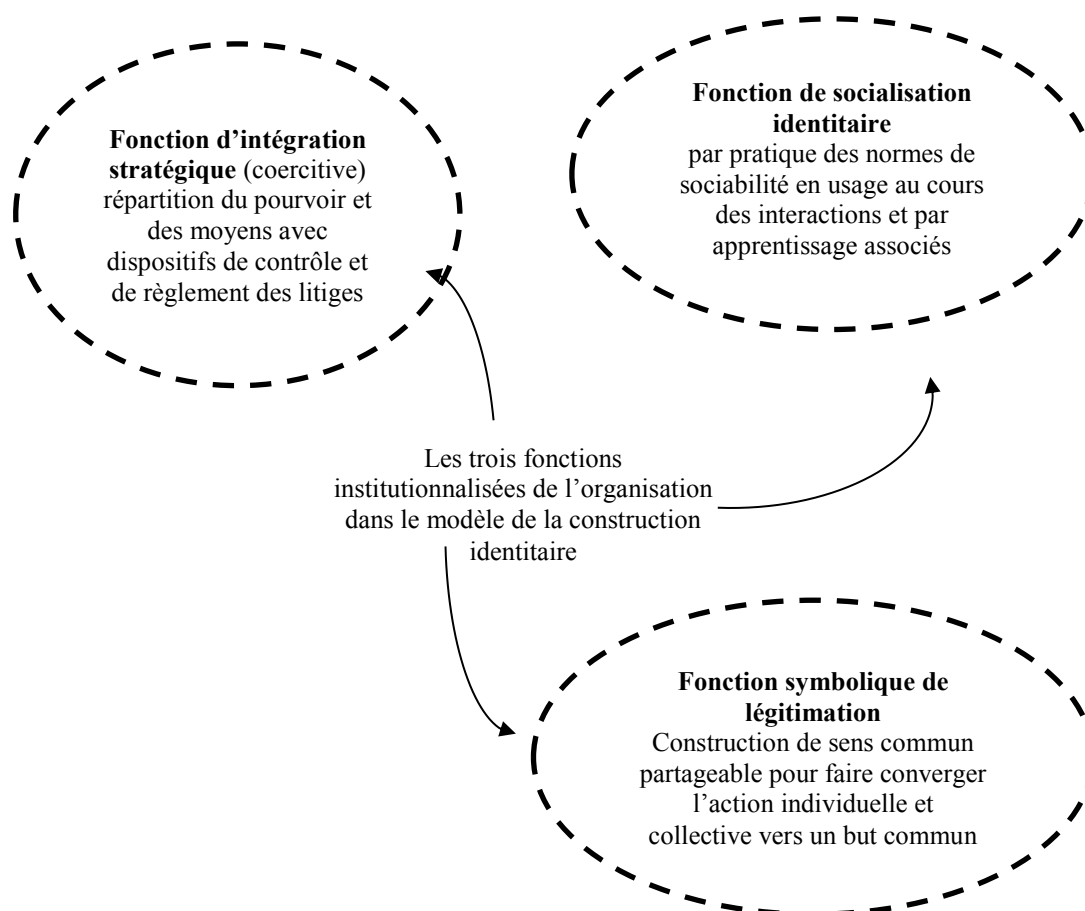 Fonction d’intégration
stratégique (coercitive)
répartition du pourvoir et
des moyens avec
dispositifs de contrôle et
de règlement des litiges
Fonction de socialisation
identitaire
par pratique des normes de
sociabilité en usage au cours
des interactions et par
apprentissage associés
Les trois fonctions
institutionnalisées de l’organisation
dans le modèle de la construction
identitaire
Fonction symbolique de
légitimation
Construction de sens commun
partageable pour faire converger
l’action individuelle et
collective vers un but commun